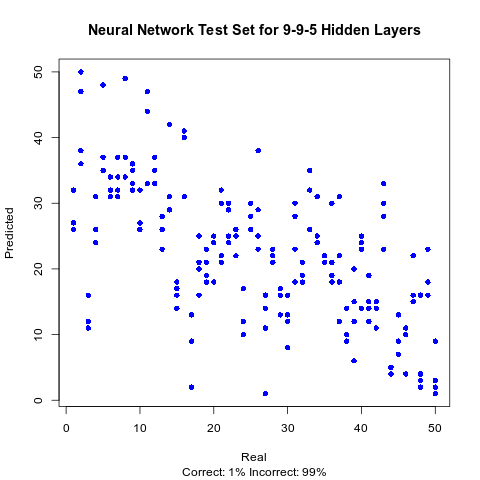 Neural Network Test Set for 9-9-5 Hidden Layers
Predicted
50
40
30
20
10
0
0 10 20 30 40 50
Real
Correct: 1% Incorrect: 99%